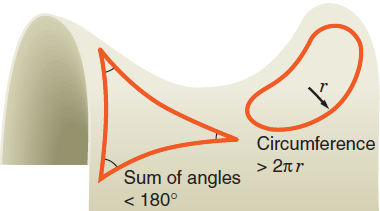 r
Circumference
> 2πr
Sum of angles
< 180°